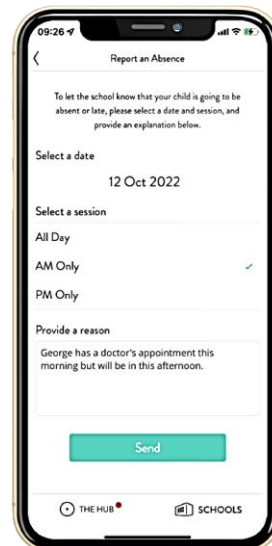 09:26
Report an Absence
To let the school know that your child is going to be
absent or late, please select a date and session, and
provide an explanation below.
Select a date
12 Oct 2022
Select a session
All Day
AM Only
PM Only
Provide a reason
George has a doctor's appointment this
morning but will be in this afternoon.
Send
THE HUB
SCHOOLS